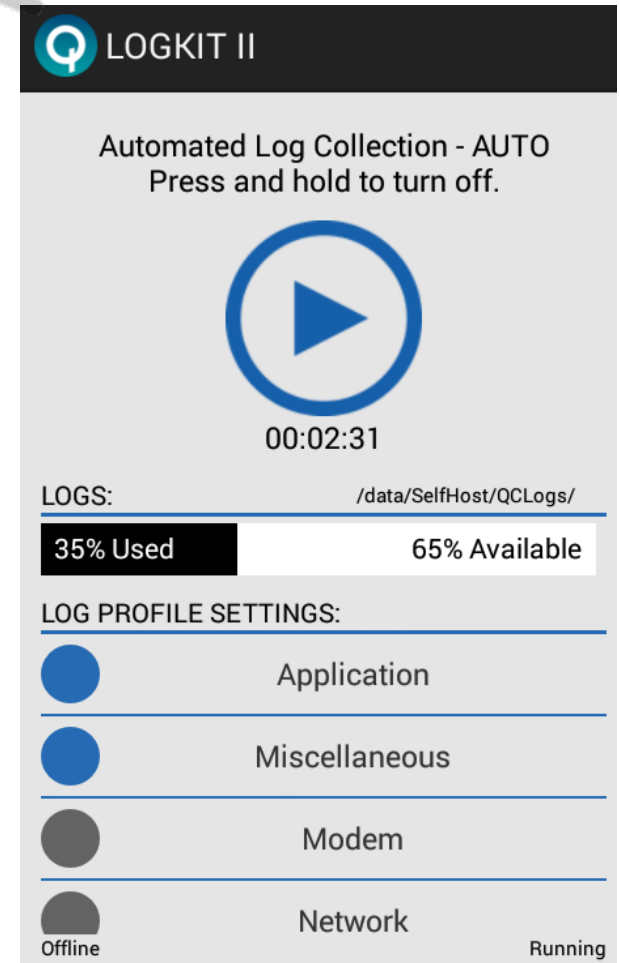 LOGKIT II
Automated Log Collection - AUTO
Press and hold to turn off.
00:02:31
LOGS: /data/SelfHost/QCLogs/
35% Used 65% Available
LOG PROFILE SETTINGS:
Application
Miscellaneous
Modem
Network
Offline Running